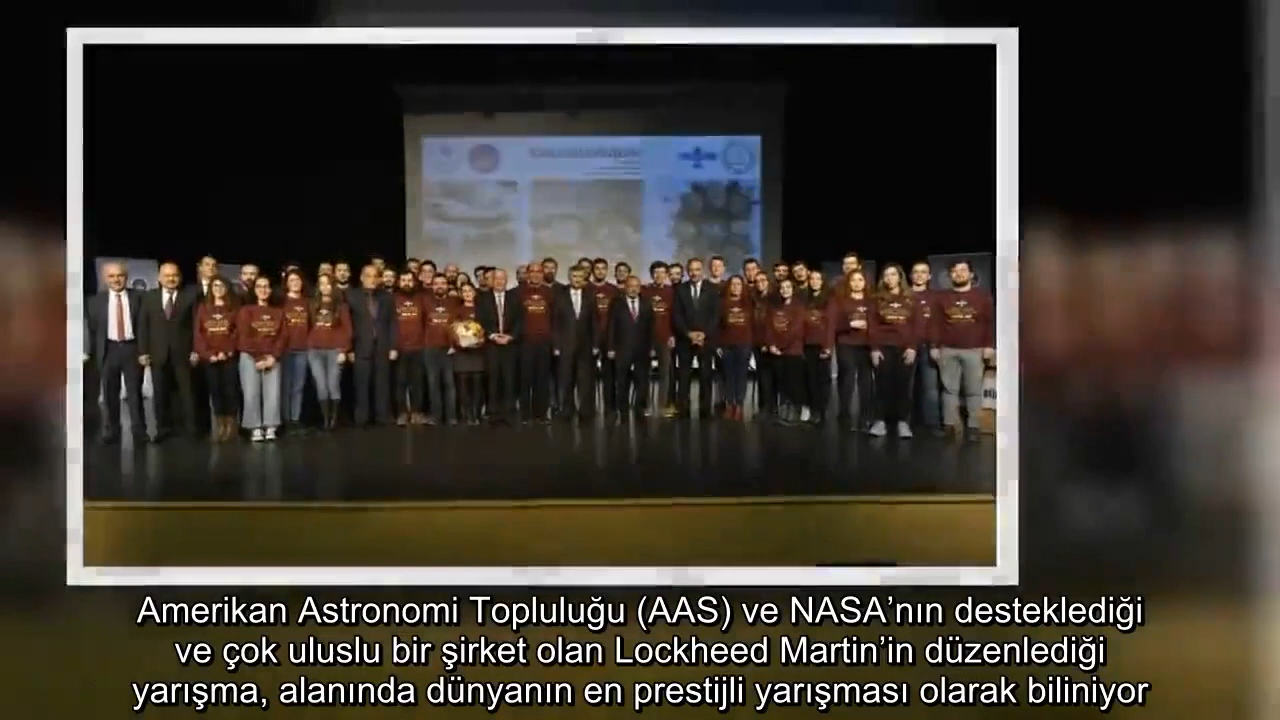 Amerikan Astronomi Topluluğu (AAS) ve NASA’nın desteklediği
ve çok uluslu bir şirket olan Lockheed Martin’in düzenlediği
yarışma, alanında dünyanın en prestijli yarışması olarak biliniyor